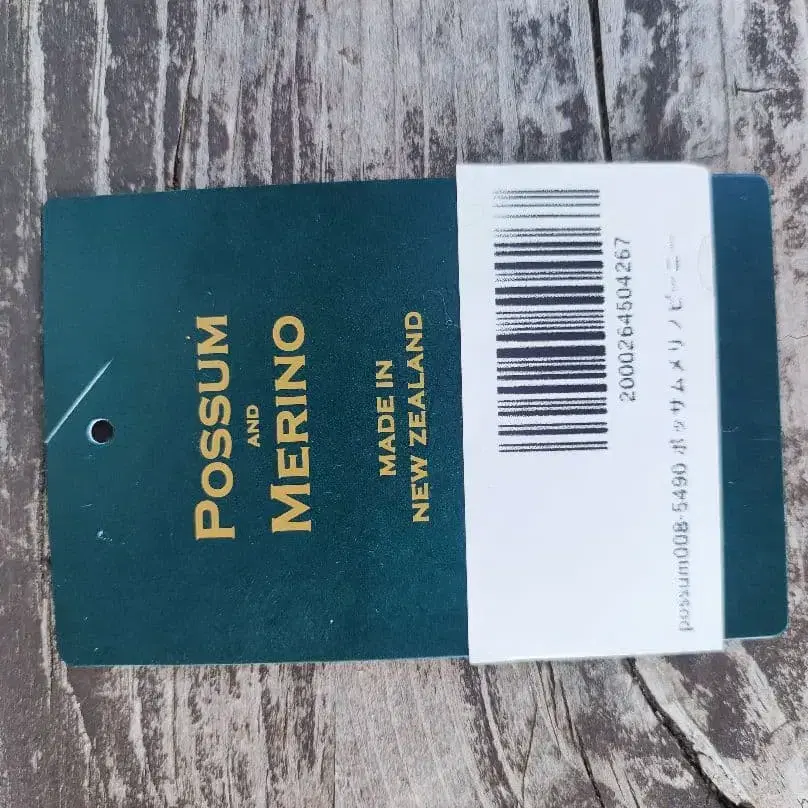 POSSUM
AND
MERINO
MADE IN
NEW ZEALAND
2000264504267
possum008-5490 ポッサムメリノビーニー